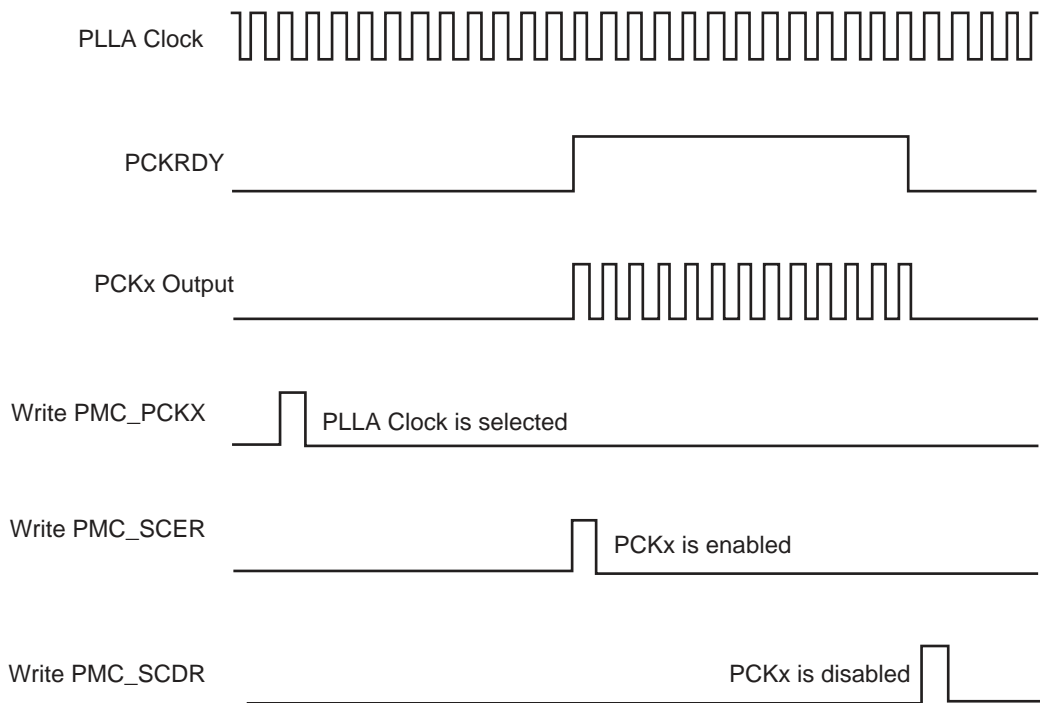 PLLA Clock
PCKRDY
PCKx Output
Write PMC_PCKX
PLLA Clock is selected
Write PMC_SCER
PCKx is enabled
Write PMC_SCDR
PCKx is disabled